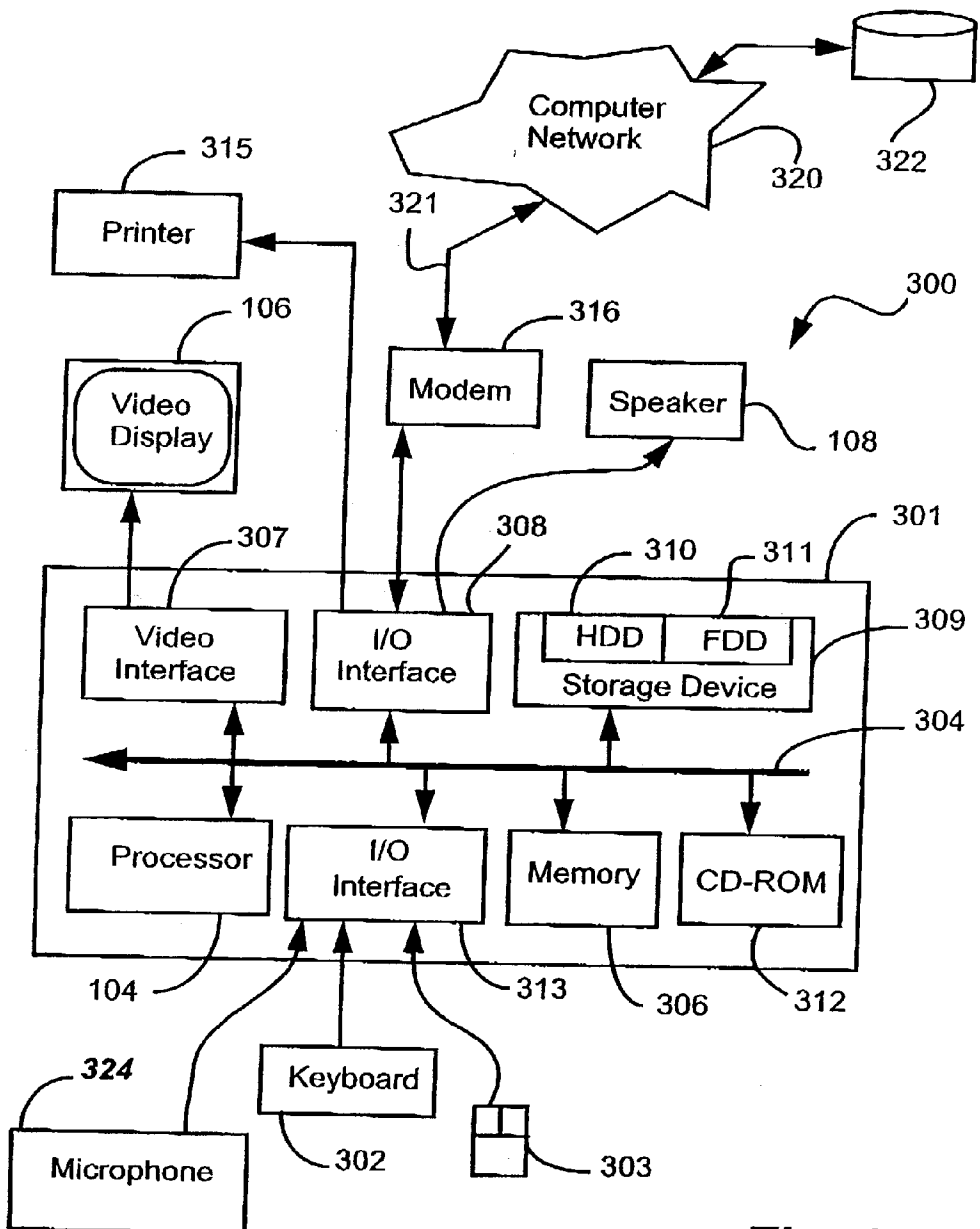 Computer
Network
322
320
315
321
Printer
300
106
316
Modem
Speaker
Video
Display
108
307
308
310
311
301
Video
Interface
I/O
Interface
HDD
FDD
309
Storage Device
304
Processor
I/O
Interface
Memory
CD-ROM
104
313
306
312
324
Keyboard
302
303
Microphone